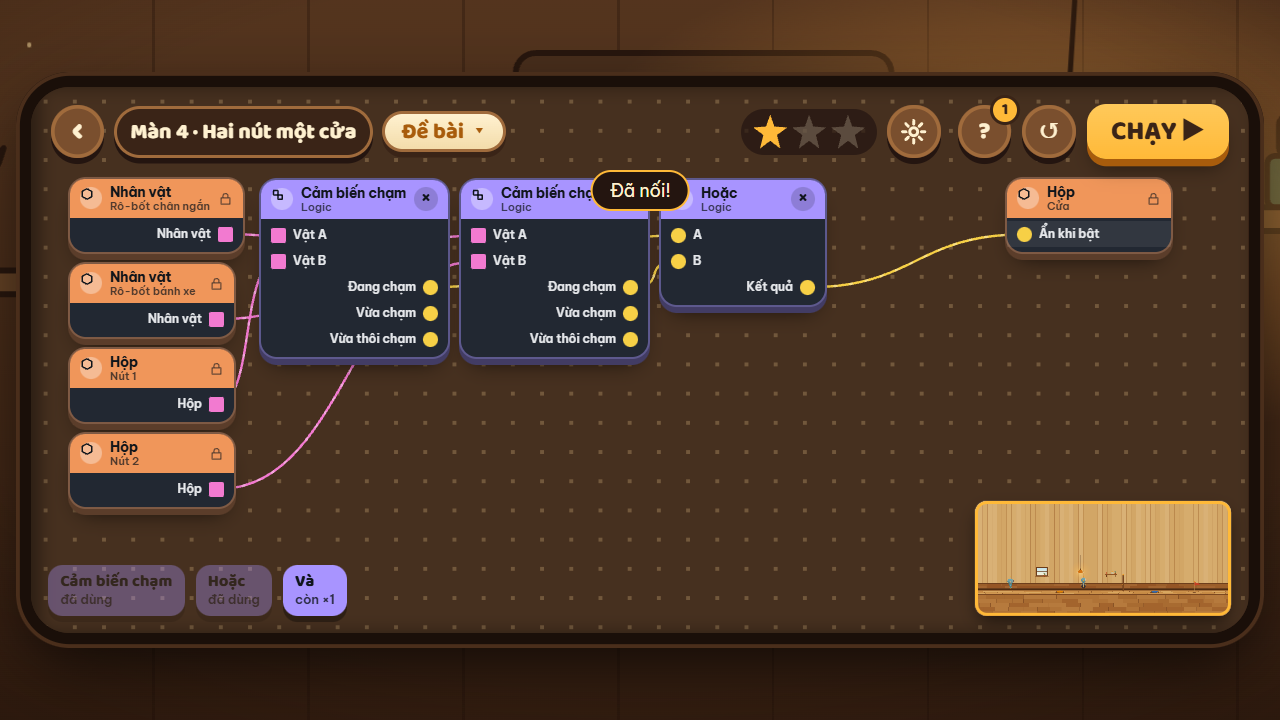 Màn 4 · Hai nút một cửa
Đề bài
?
1
CHẠY
Đã nối!
Nhân vật
Rô-bốt chân ngắn
Nhân vật
Nhân vật
Rô-bốt bánh xe
Nhân vật
Hộp
Nút 1
Hộp
Hộp
Nút 2
Hộp
Cảm biến chạm
Logic
Vật A
Vật B
Đang chạm
Vừa chạm
Vừa thôi chạm
Cảm biến
Logic
Vật A
Vật B
Đang chạm
Vừa chạm
Vừa thôi chạm
Hoặc
Logic
A
B
Kết quả
Hộp
Cửa
Ẩn khi bật
Cảm biến chạm
đã dùng
Hoặc
đã dùng
Và
còn ×1